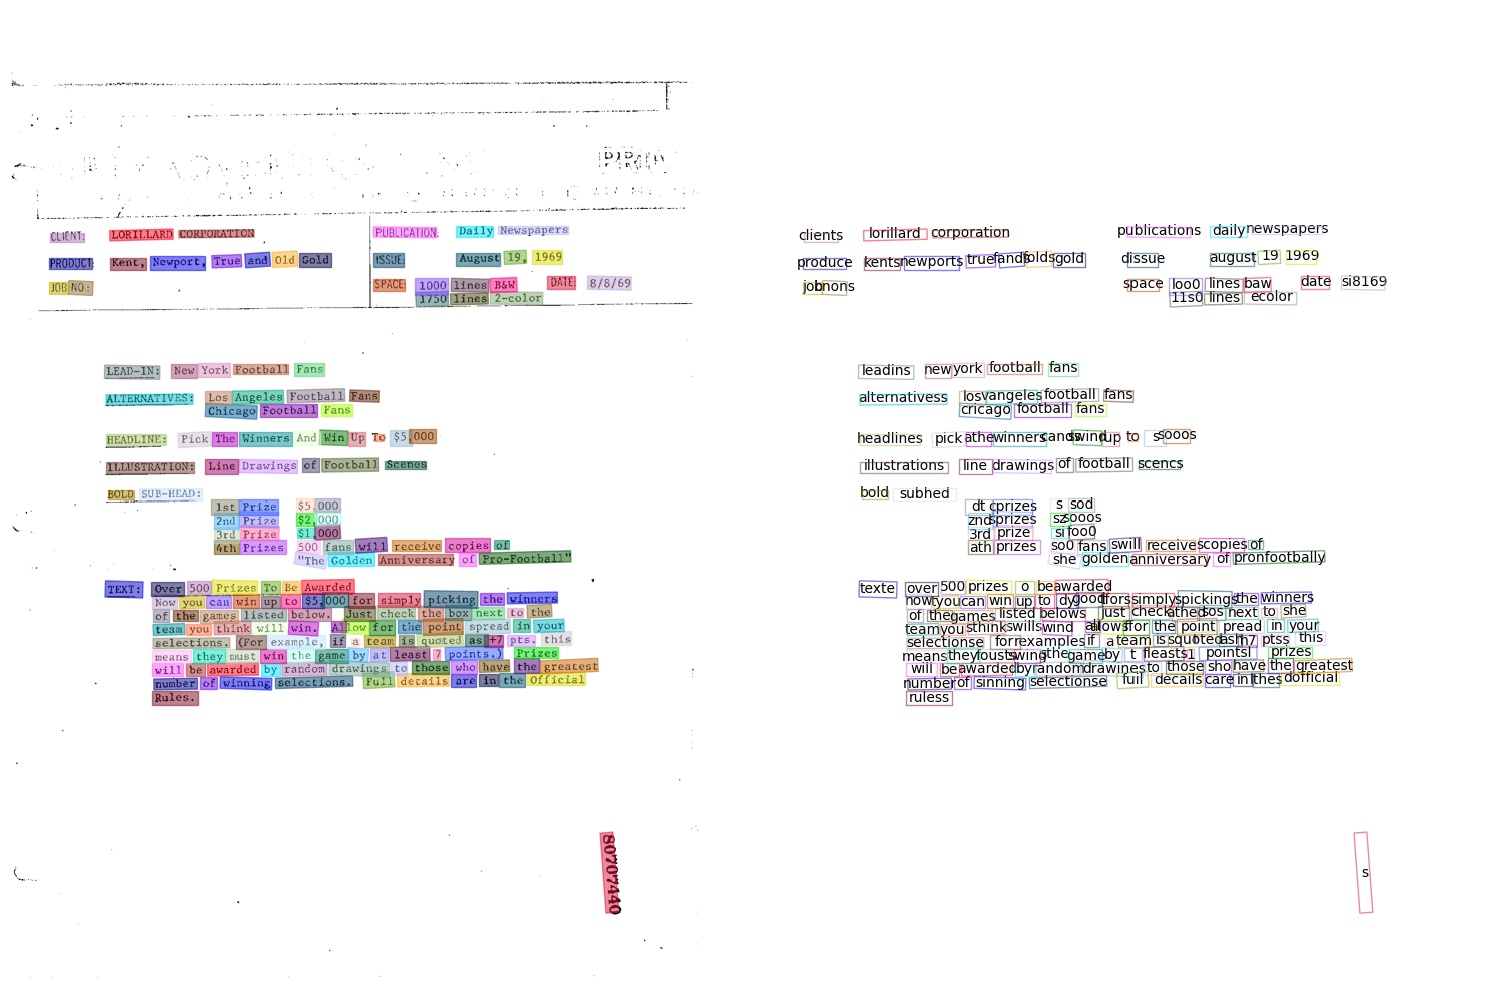 CLIENT: LORILLARD CORPORATION
PRODUCT: Kent, Newport, True and Old Gold
JOB NO:
PUBLICATION: Daily Newspapers
ISSUE: August 19, 1969
SPACE: 1000 lines B&W DATE: 8/8/69
1750 lines 2-color
LEAD-IN: New York Football Fans
ALTERNATIVES: Los Angeles Football Fans
Chicago Football Fans
HEADLINE: Pick The Winners And Win Up To $5,000
ILLUSTRATION: Line Drawings of Football Scenes
BOLD SUB-HEAD:
1st Prize $5,000
2nd Prize $2,000
3rd Prize $1,000
4th Prizes 500 fans will receive copies of
"The Golden Anniversary of Pro-Football"
TEXT: Over 500 Prizes To Be Awarded
Now you can win up to $5,000 for simply picking the winners
of the games listed below. Just check the box next to the
team you think will win. Allow for the point spread in your
selections. (For example, if a team is quoted as +7 pts. this
means they must win the game by at least 7 points.) Prizes
will be awarded by random drawings to those who have the greatest
number of winning selections. Full details are in the Official
Rules.
80707440
clients lorillard corporation
produce kents newports true fands folds gold
job nons
publications daily newspapers
dissue august 19 1969
space loo0 lines baw date si8169
11s0 lines ecolor
leadins new york football fans
alternativess los vangeles football fans
cricago football fans
headlines pick athe winners cands swind up to s sooos
illustrations line drawings of football scencs
bold subhed
dt cprizes s sod
znd sprizes sz sooos
3rd prize si foo0
ath prizes so0 fans swill receive scopies of
she golden anniversary of pronfootbally
texte over 500 prizes o be awarded
now you can win up to dyg good fors simply spickings the winners
of the games listed belows just check athed sos next to she
team you sthink swills wind allows ffor the point pread in your
selectionse forr examples if a team is squoted ash h7 ptss this
means they lousts swing othe game by t fleasts1 pointsl prizes
will be awarded by random drawines to those sho have the greatest
number of sinning selectionse fuil decails care in thes dofficial
ruless
s